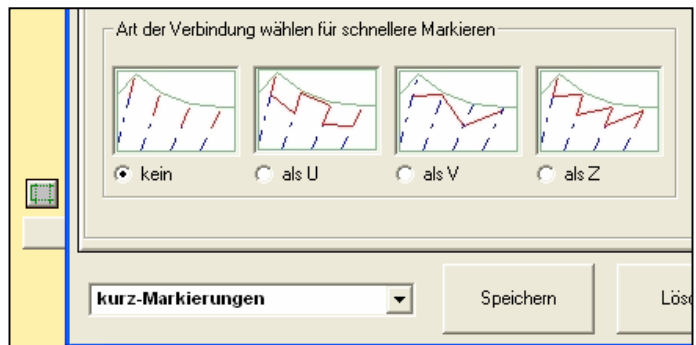 Art der Verbindung wählen für schnellere Markieren
kein als U als V als Z
kurz-Markierungen Speichern